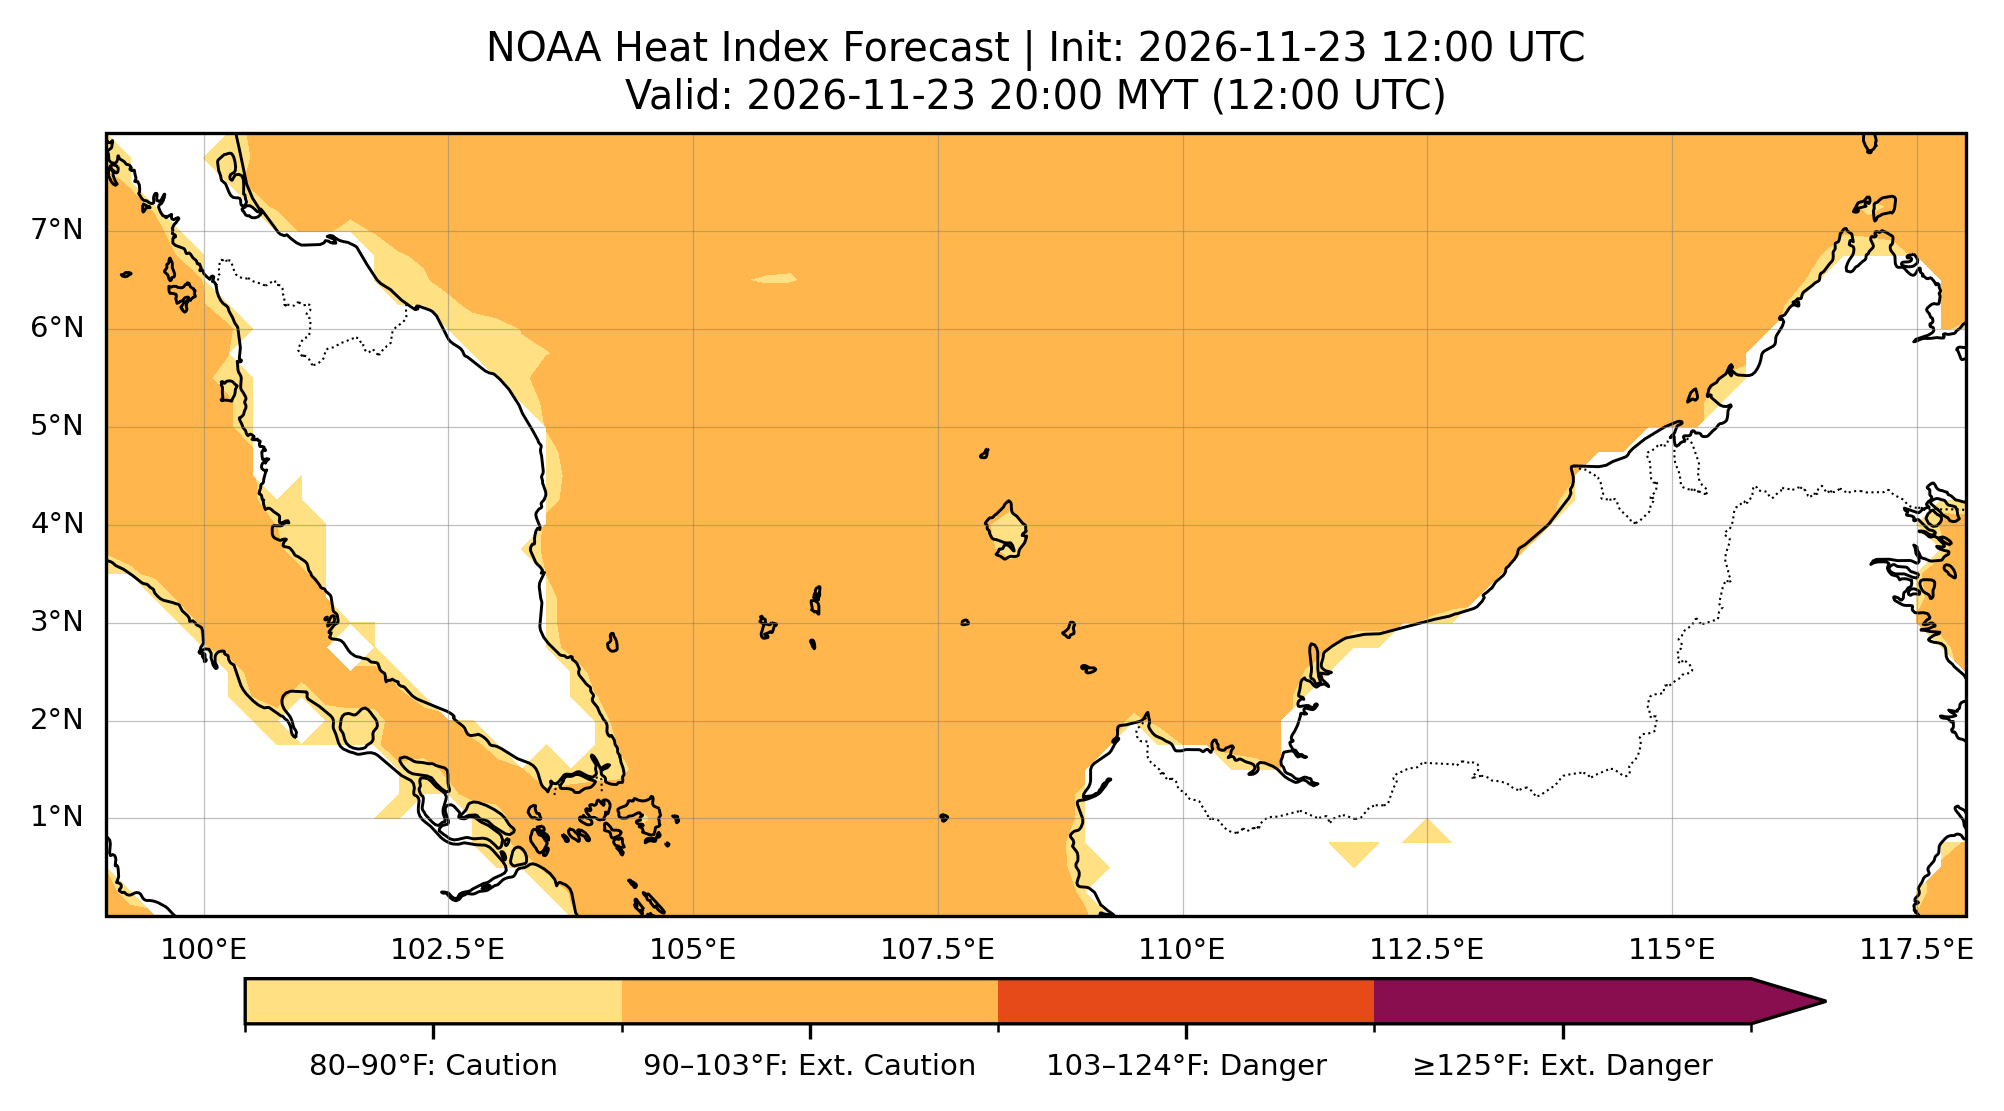 NOAA Heat Index Forecast | Init: 2026-11-23 12:00 UTC
Valid: 2026-11-23 20:00 MYT (12:00 UTC)
7°N
6°N
5°N
4°N
3°N
2°N
1°N
100°E 102.5°E 105°E 107.5°E 110°E 112.5°E 115°E 117.5°E
80–90°F: Caution 90–103°F: Ext. Caution 103–124°F: Danger ≥125°F: Ext. Danger